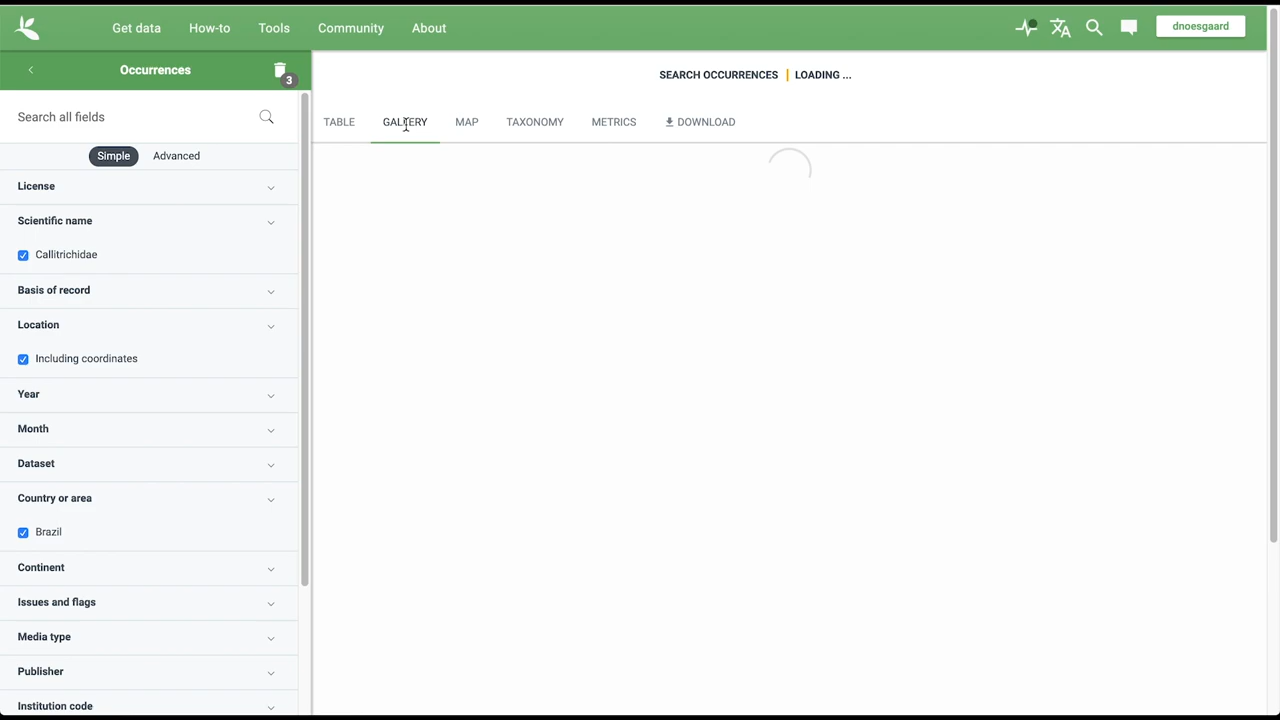 Get data How-to Tools Community About dnoesgaard
Occurrences 3
SEARCH OCCURRENCES | LOADING ...
Search all fields
TABLE GALLERY MAP TAXONOMY METRICS DOWNLOAD
Simple Advanced
License
Scientific name
Callitrichidae
Basis of record
Location
Including coordinates
Year
Month
Dataset
Country or area
Brazil
Continent
Issues and flags
Media type
Publisher
Institution code